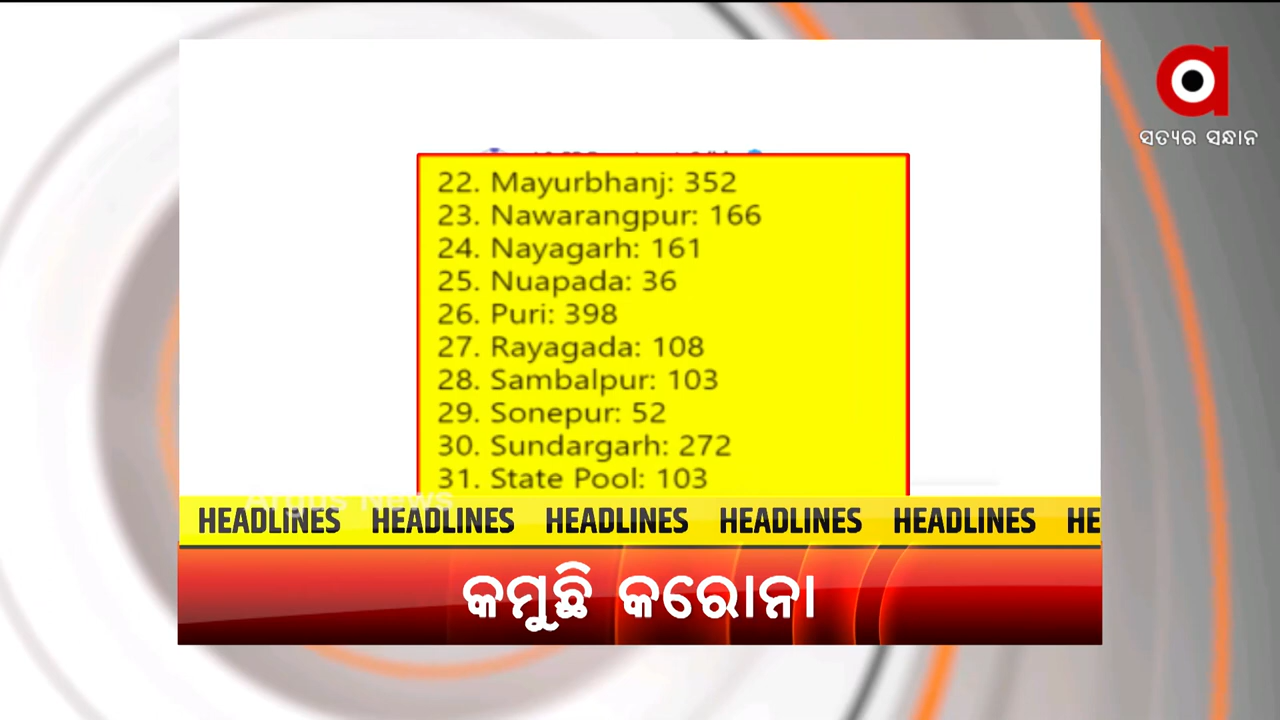 ସତ୍ୟର ସନ୍ଧାନ
22. Mayurbhanj: 352
23. Nawarangpur: 166
24. Nayagarh: 161
25. Nuapada: 36
26. Puri: 398
27. Rayagada: 108
28. Sambalpur: 103
29. Sonepur: 52
30. Sundargarh: 272
31. State Pool: 103
Argus News
HEADLINES HEADLINES HEADLINES HEADLINES HEADLINES HE
କମୁଛି କରୋନା